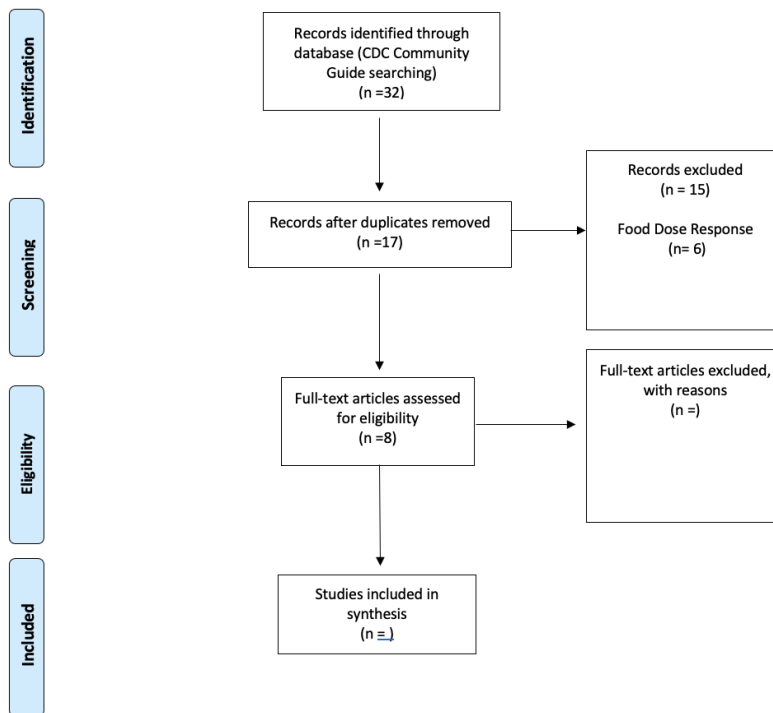 Identification
Records identified through
database (CDC Community
Guide searching)
(n =32)
Screening
Records after duplicates removed
(n =17)
Records excluded
(n = 15)
Food Dose Response
(n= 6)
Eligibility
Full-text articles assessed
for eligibility
(n =8)
Full-text articles excluded,
with reasons
(n =)
Included
Studies included in
synthesis
(n = )